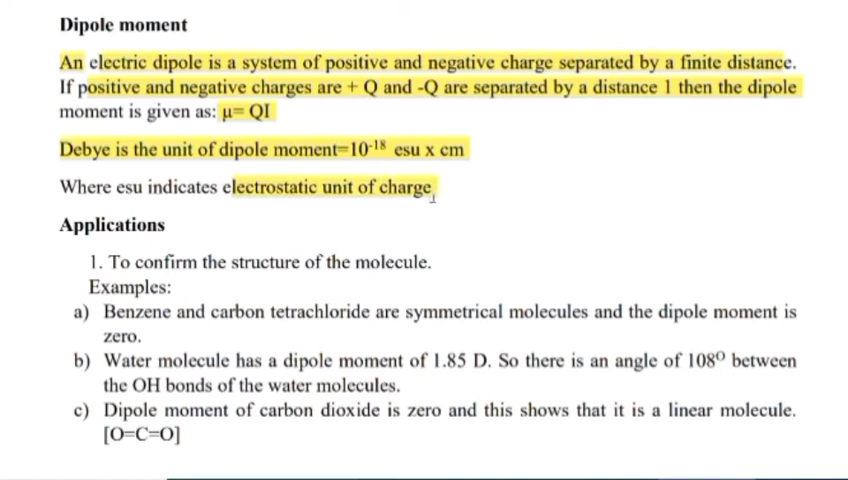 Dipole moment
An electric dipole is a system of positive and negative charge separated by a finite distance.
If positive and negative charges are + Q and -Q are separated by a distance l then the dipole
moment is given as: μ= QI
Debye is the unit of dipole moment=10⁻¹⁸ esu x cm
Where esu indicates electrostatic unit of charge
Applications
1. To confirm the structure of the molecule.
Examples:
a) Benzene and carbon tetrachloride are symmetrical molecules and the dipole moment is
zero.
b) Water molecule has a dipole moment of 1.85 D. So there is an angle of 108⁰ between
the OH bonds of the water molecules.
c) Dipole moment of carbon dioxide is zero and this shows that it is a linear molecule.
[O=C=O]